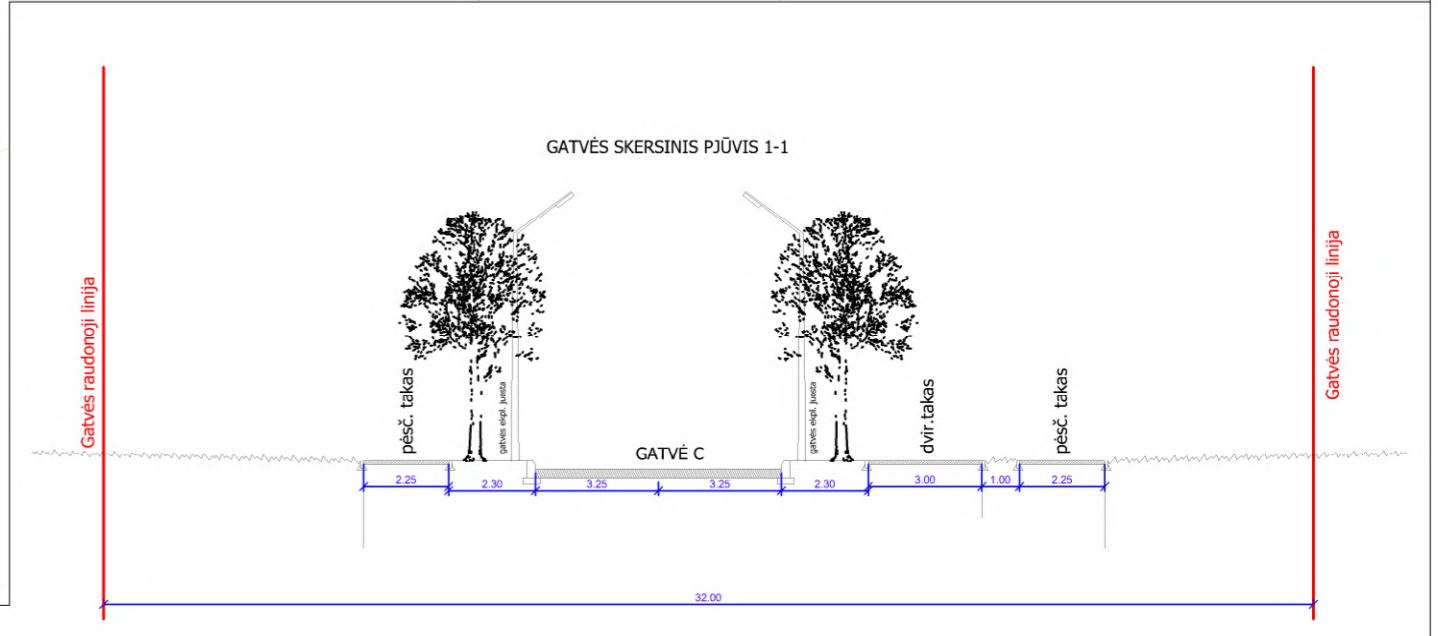 GATVĖS SKERSINIS PJŪVIS 1-1
Gatvės raudonoji linija
pėsč. takas
gatvės ekpl. juosta
GATVĖ C
gatvės ekpl. juosta
dvir.takas
pėsč. takas
Gatvės raudonoji linija
2.25
2.30
3.25
3.25
2.30
3.00
1.00
2.25
32.00